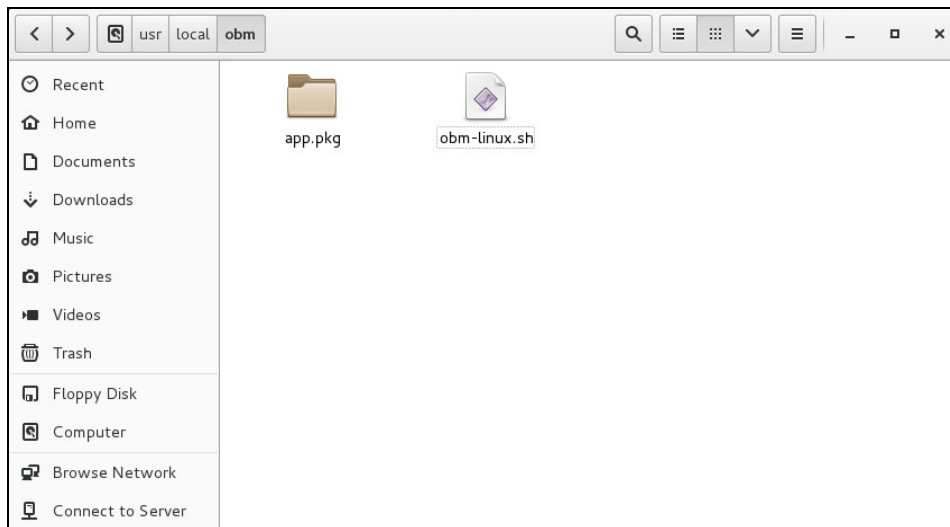 usr local obm
Recent
Home
Documents
Downloads
Music
Pictures
Videos
Trash
Floppy Disk
Computer
Browse Network
Connect to Server
app.pkg
obm-linux.sh